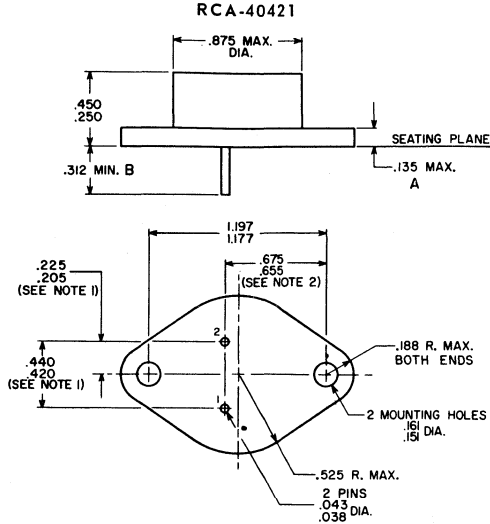 RCA-40421
.875 MAX.
DIA.
.450
.250
SEATING PLANE
.312 MIN. B
.135 MAX.
A
1.197
1.177
.675
.655
(SEE NOTE 2)
.225
.205
(SEE NOTE 1)
2
.188 R. MAX.
BOTH ENDS
.440
.420
(SEE NOTE 1)
1
2 MOUNTING HOLES
.161
.151 DIA.
.525 R. MAX.
2 PINS
.043
.038 DIA.